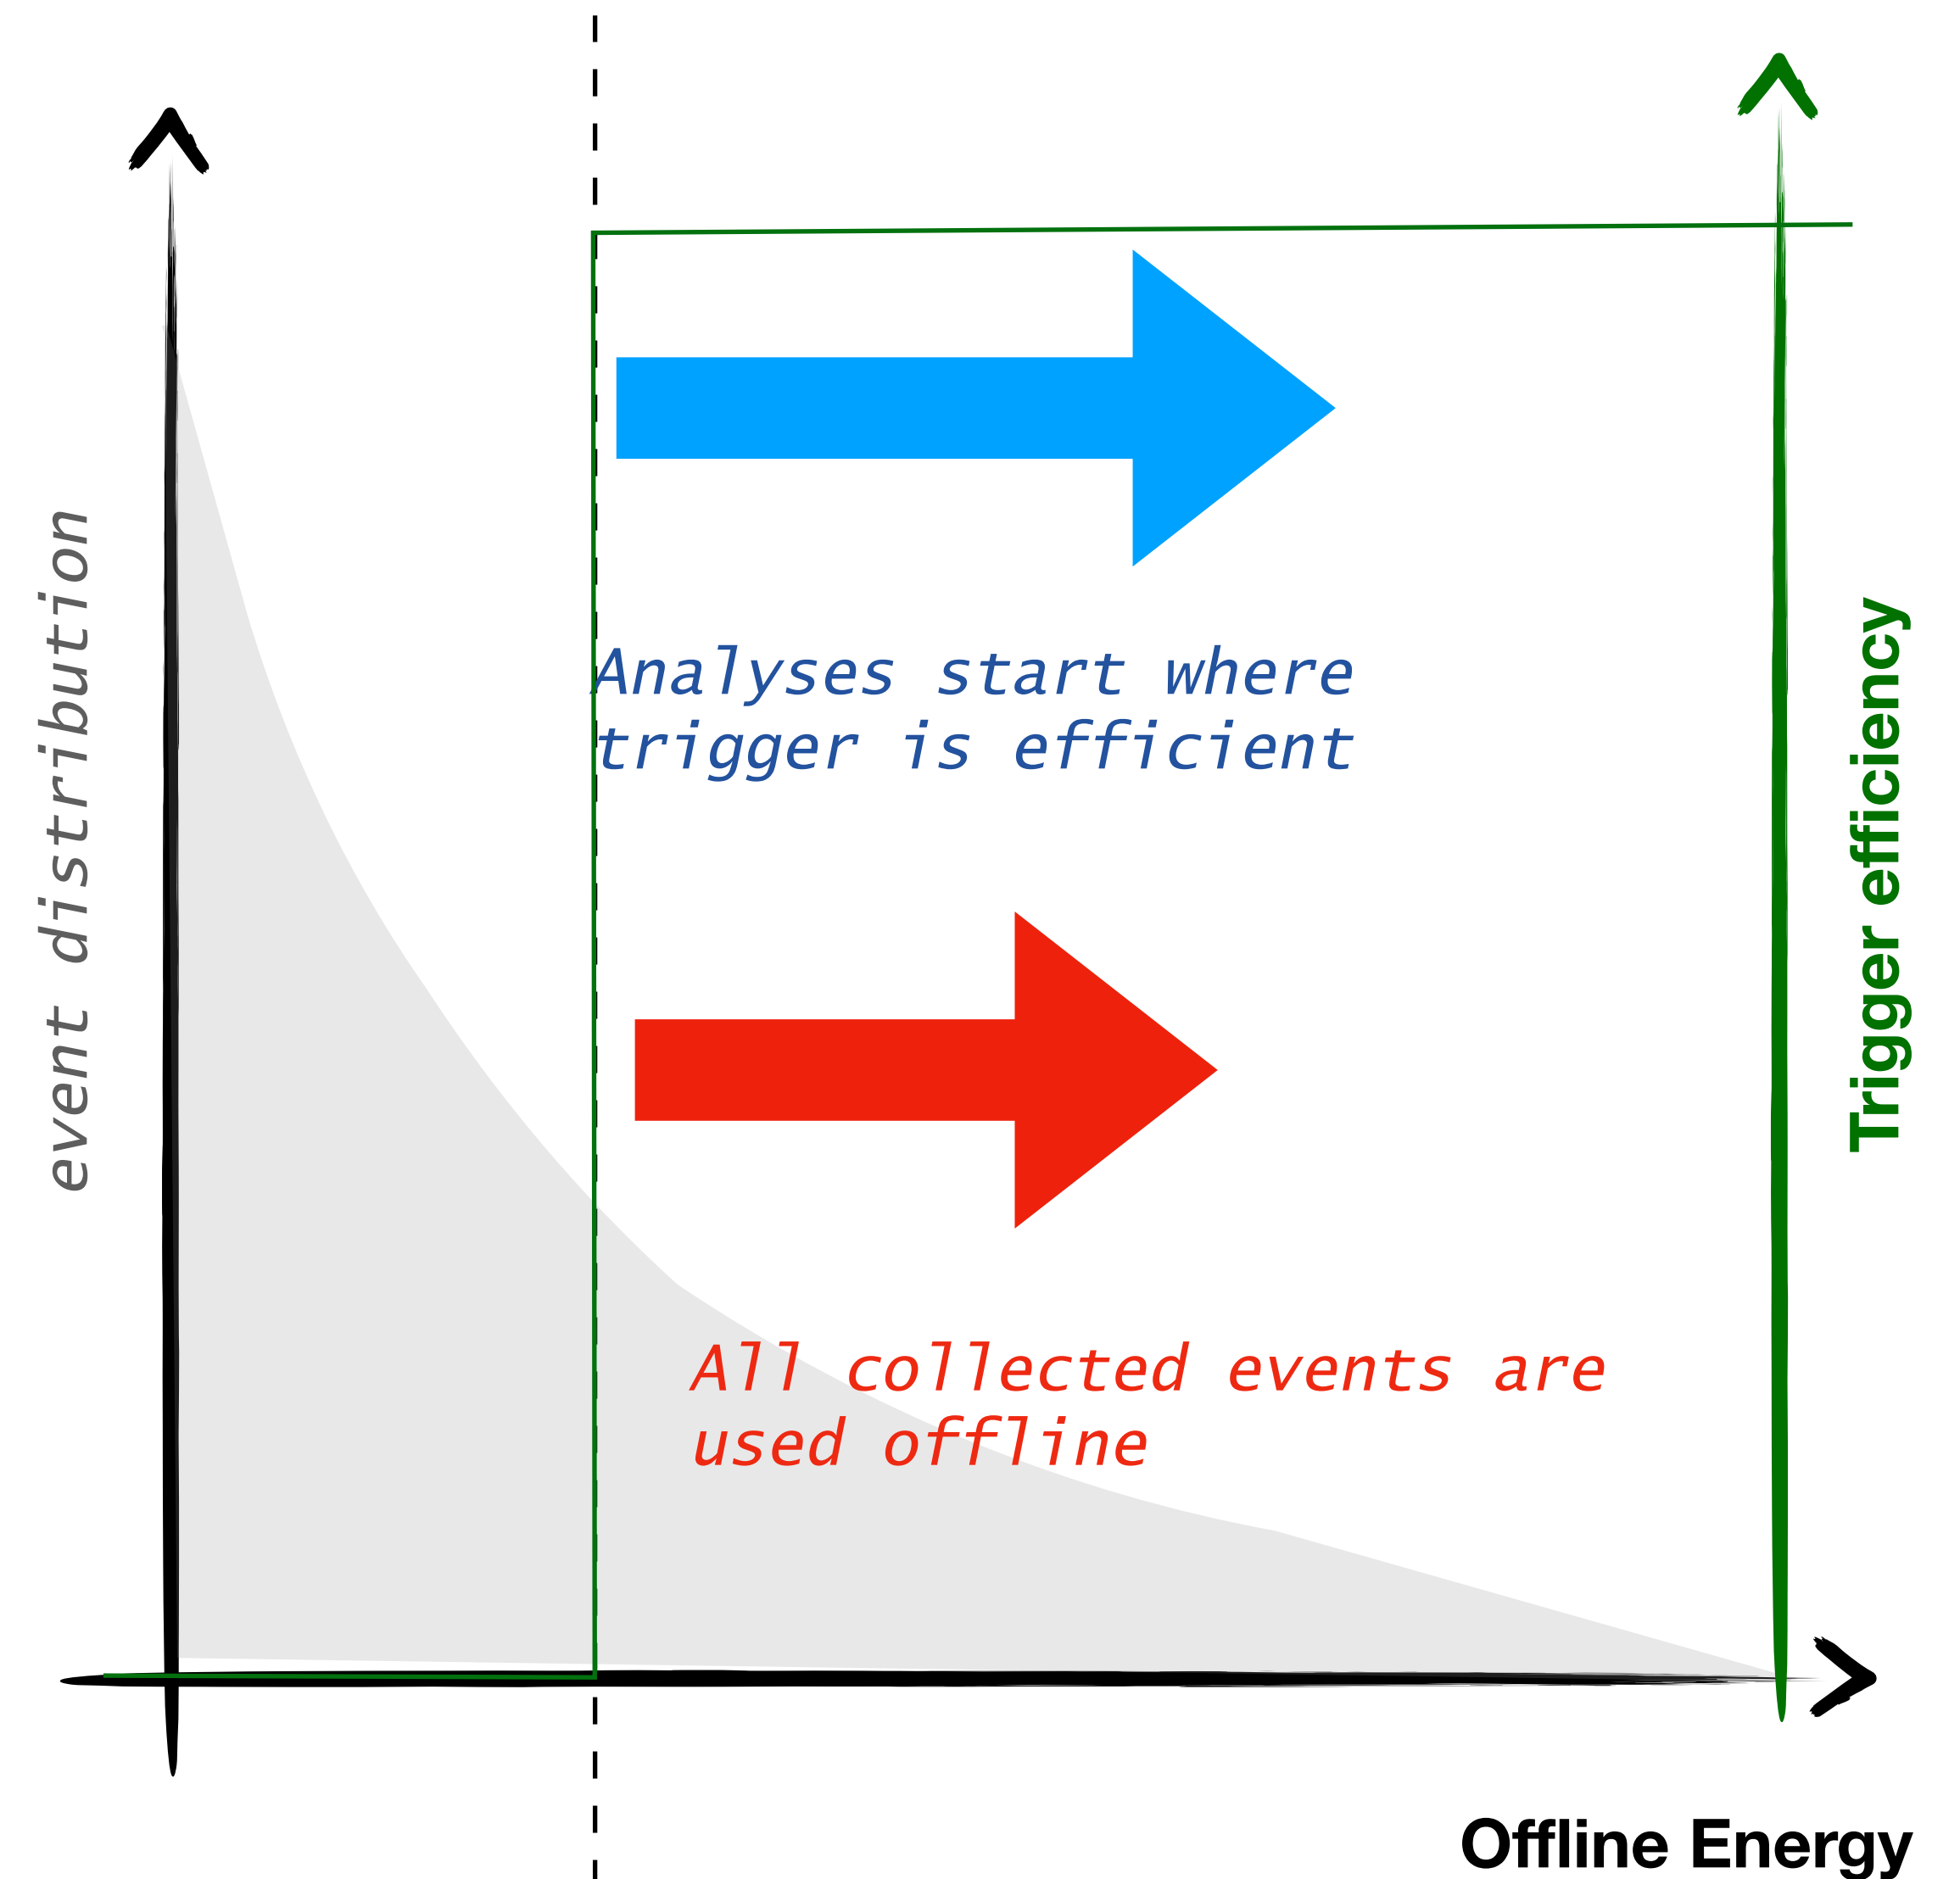 event distribution
Analyses start where
trigger is efficient
All collected events are
used offline
Trigger efficiency
Offline Energy